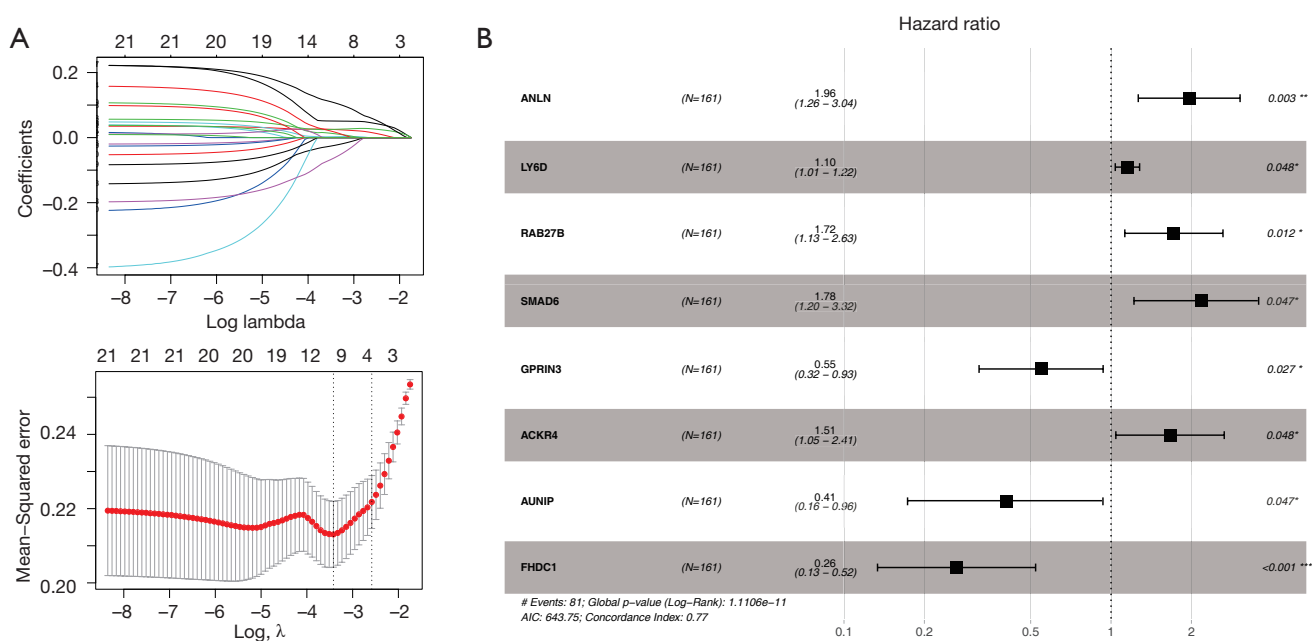 A
21 21 20 19 14 8 3
0.2
0.0
−0.2
−0.4
Coefficients
−8 −7 −6 −5 −4 −3 −2
Log lambda
21 21 21 20 20 19 12 9 4 3
0.24
0.22
0.20
Mean−Squared error
−8 −7 −6 −5 −4 −3 −2
Log, λ
B
Hazard ratio
ANLN (N=161) 1.96 0.003 **
(1.26 − 3.04)
LY6D (N=161) 1.10 0.048*
(1.01 − 1.22)
RAB27B (N=161) 1.72 0.012 *
(1.13 − 2.63)
SMAD6 (N=161) 1.78 0.047*
(1.20 − 3.32)
GPRIN3 (N=161) 0.55 0.027 *
(0.32 − 0.93)
ACKR4 (N=161) 1.51 0.048*
(1.05 − 2.41)
AUNIP (N=161) 0.41 0.047*
(0.16 − 0.96)
FHDC1 (N=161) 0.26 <0.001 ***
(0.13 − 0.52)
# Events: 81; Global p−value (Log−Rank): 1.1106e−11
AIC: 643.75; Concordance Index: 0.77
0.1 0.2 0.5 1 2